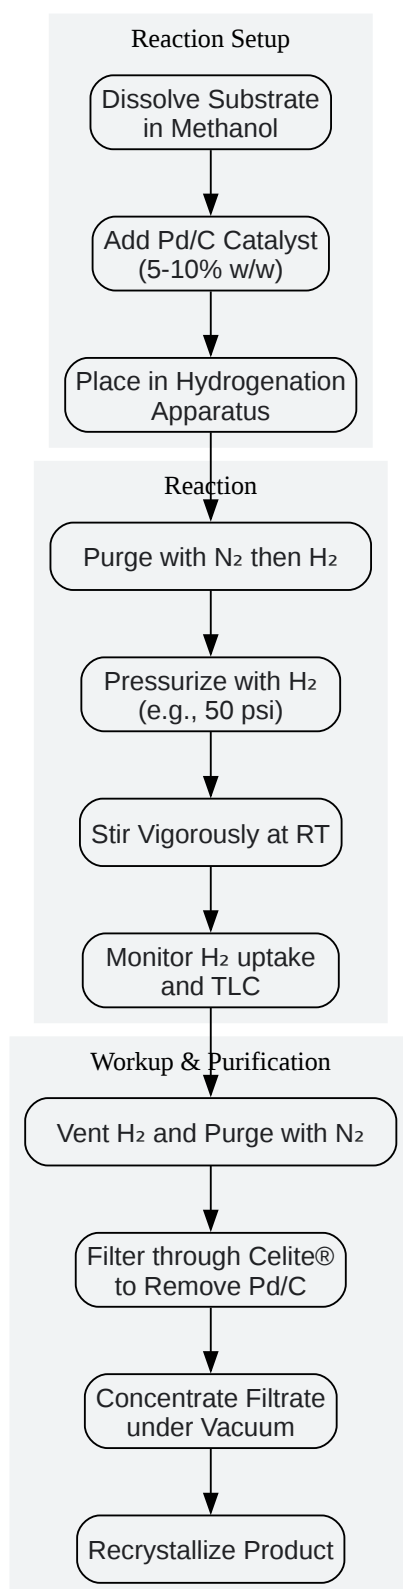 Reaction Setup
Dissolve Substrate
in Methanol
Add Pd/C Catalyst
(5-10% w/w)
Place in Hydrogenation
Apparatus
Reaction
Purge with N₂ then H₂
Pressurize with H₂
(e.g., 50 psi)
Stir Vigorously at RT
Monitor H₂ uptake
and TLC
Workup & Purification
Vent H₂ and Purge with N₂
Filter through Celite®
to Remove Pd/C
Concentrate Filtrate
under Vacuum
Recrystallize Product